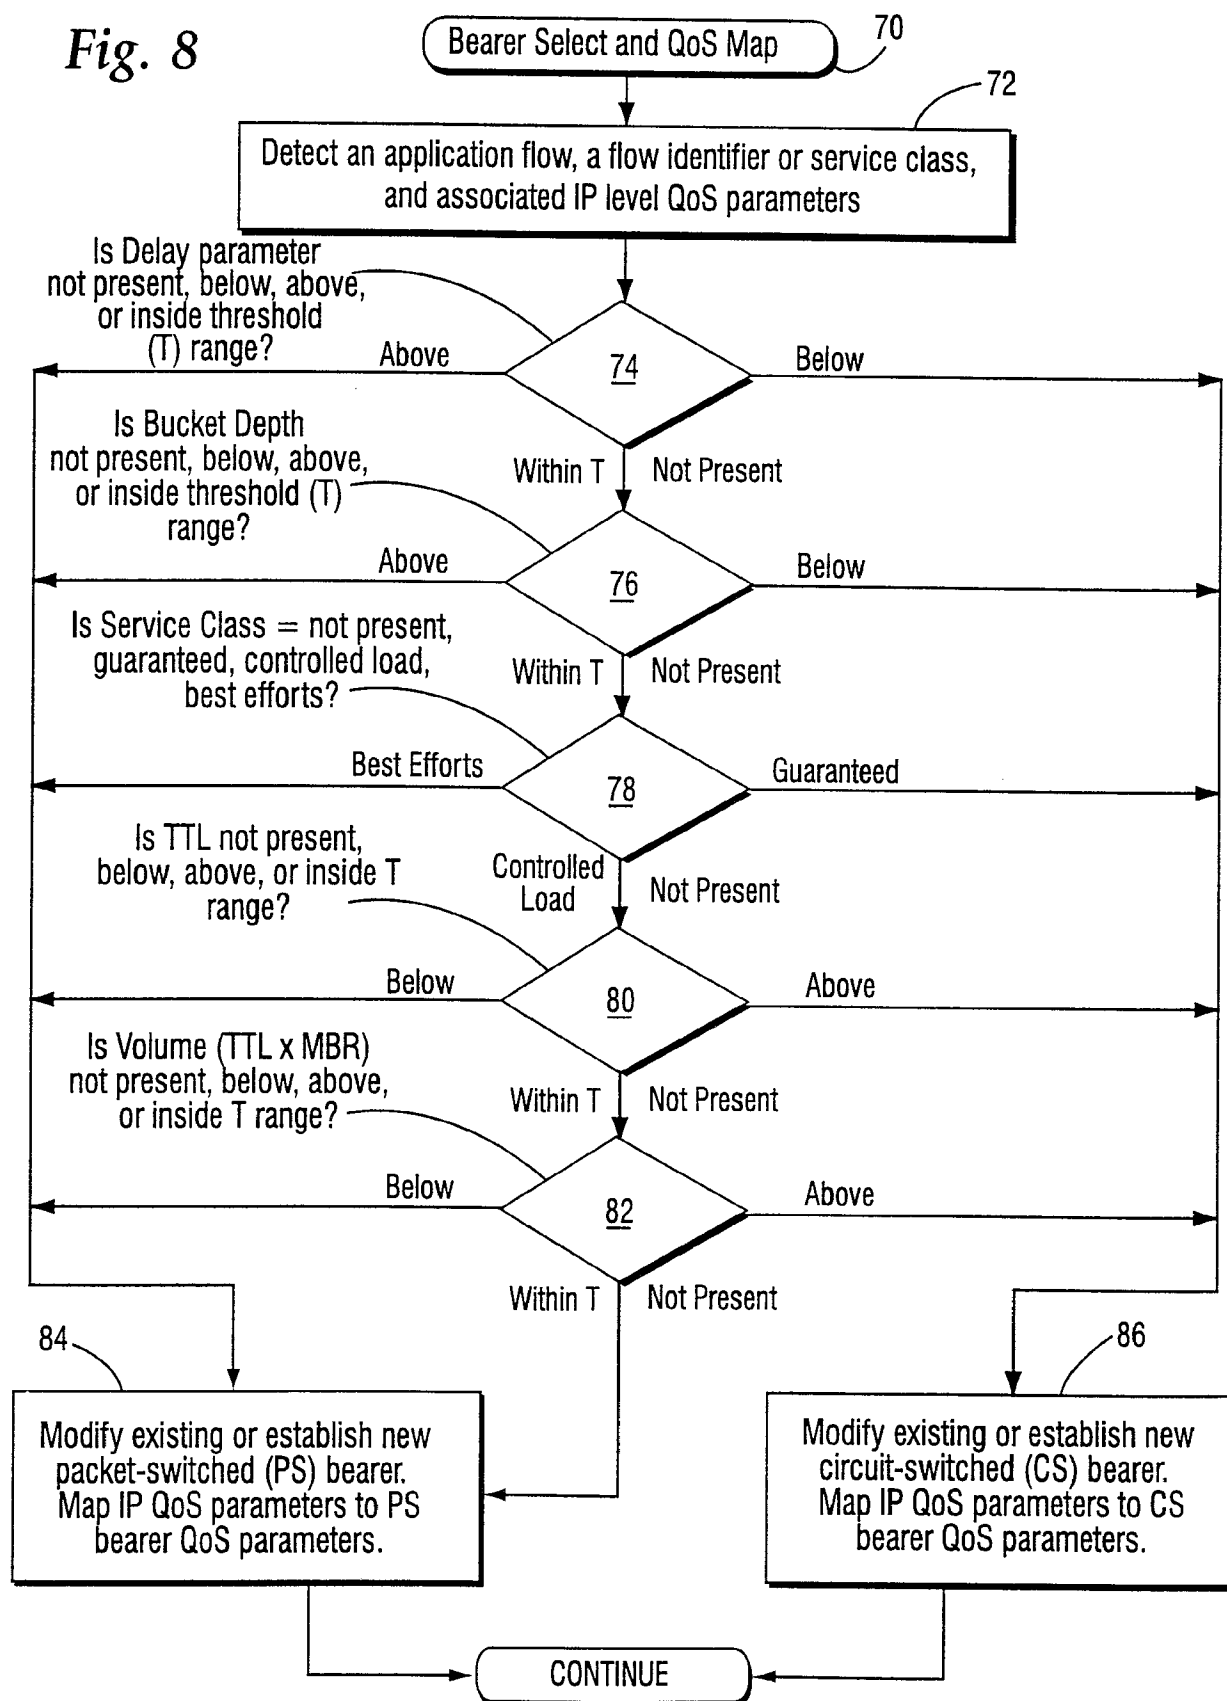 Fig. 8
Bearer Select and QoS Map
70
72
Detect an application flow, a flow identifier or service class,
and associated IP level QoS parameters
Is Delay parameter
not present, below, above,
or inside threshold
(T) range?
Above
74
Below
Within T
Not Present
Is Bucket Depth
not present, below, above,
or inside threshold (T)
range?
Above
76
Below
Within T
Not Present
Is Service Class = not present,
guaranteed, controlled load,
best efforts?
Best Efforts
78
Guaranteed
Controlled
Load
Not Present
Is TTL not present,
below, above, or inside T
range?
Below
80
Above
Within T
Not Present
Is Volume (TTL x MBR)
not present, below, above,
or inside T range?
Below
82
Above
Within T
Not Present
84
Modify existing or establish new
packet-switched (PS) bearer.
Map IP QoS parameters to PS
bearer QoS parameters.
86
Modify existing or establish new
circuit-switched (CS) bearer.
Map IP QoS parameters to CS
bearer QoS parameters.
CONTINUE